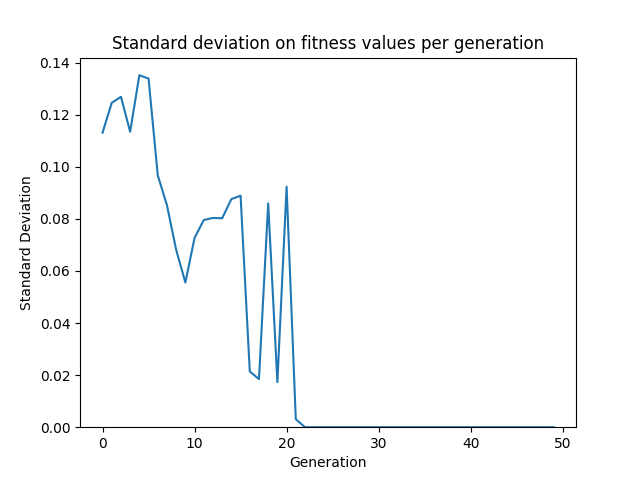 Standard deviation on fitness values per generation
0.14
0.12
0.10
0.08
0.06
0.04
0.02
0.00
Standard Deviation
0 10 20 30 40 50
Generation